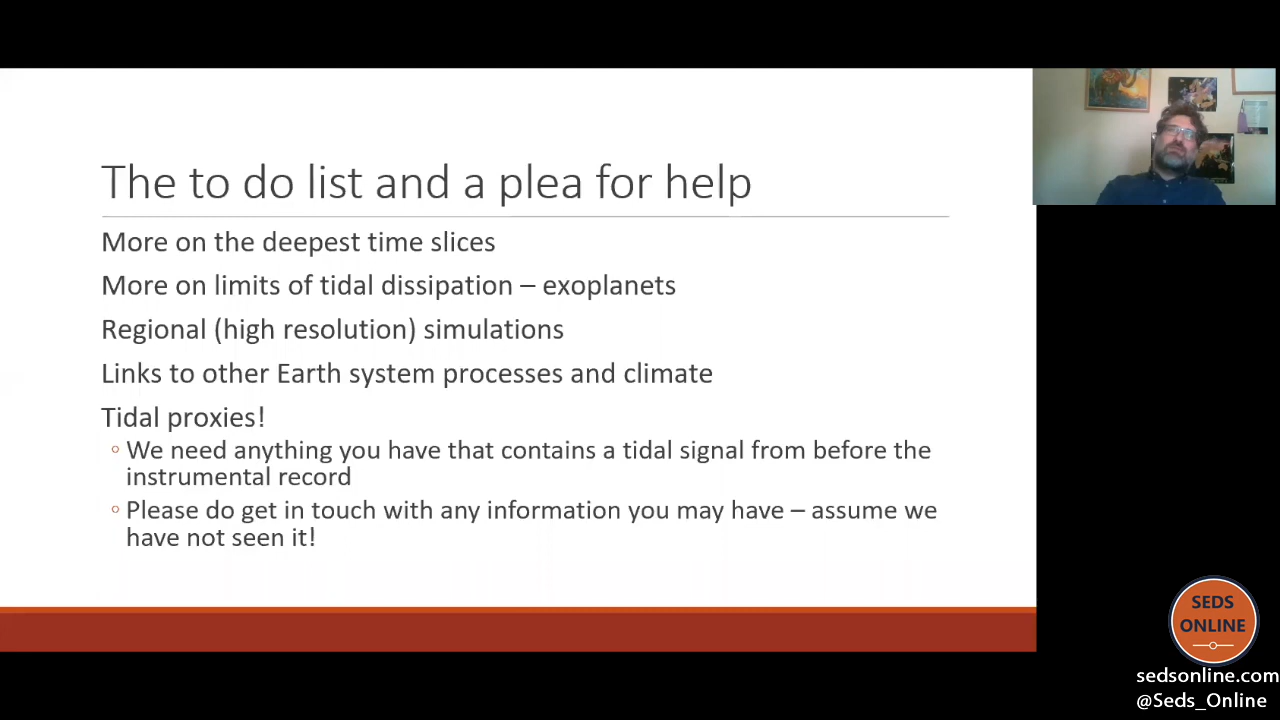 The to do list and a plea for help
More on the deepest time slices
More on limits of tidal dissipation – exoplanets
Regional (high resolution) simulations
Links to other Earth system processes and climate
Tidal proxies!
◦ We need anything you have that contains a tidal signal from before the
instrumental record
◦ Please do get in touch with any information you may have – assume we
have not seen it!
SEDS
ONLINE
sedsonline.com
@Seds_Online